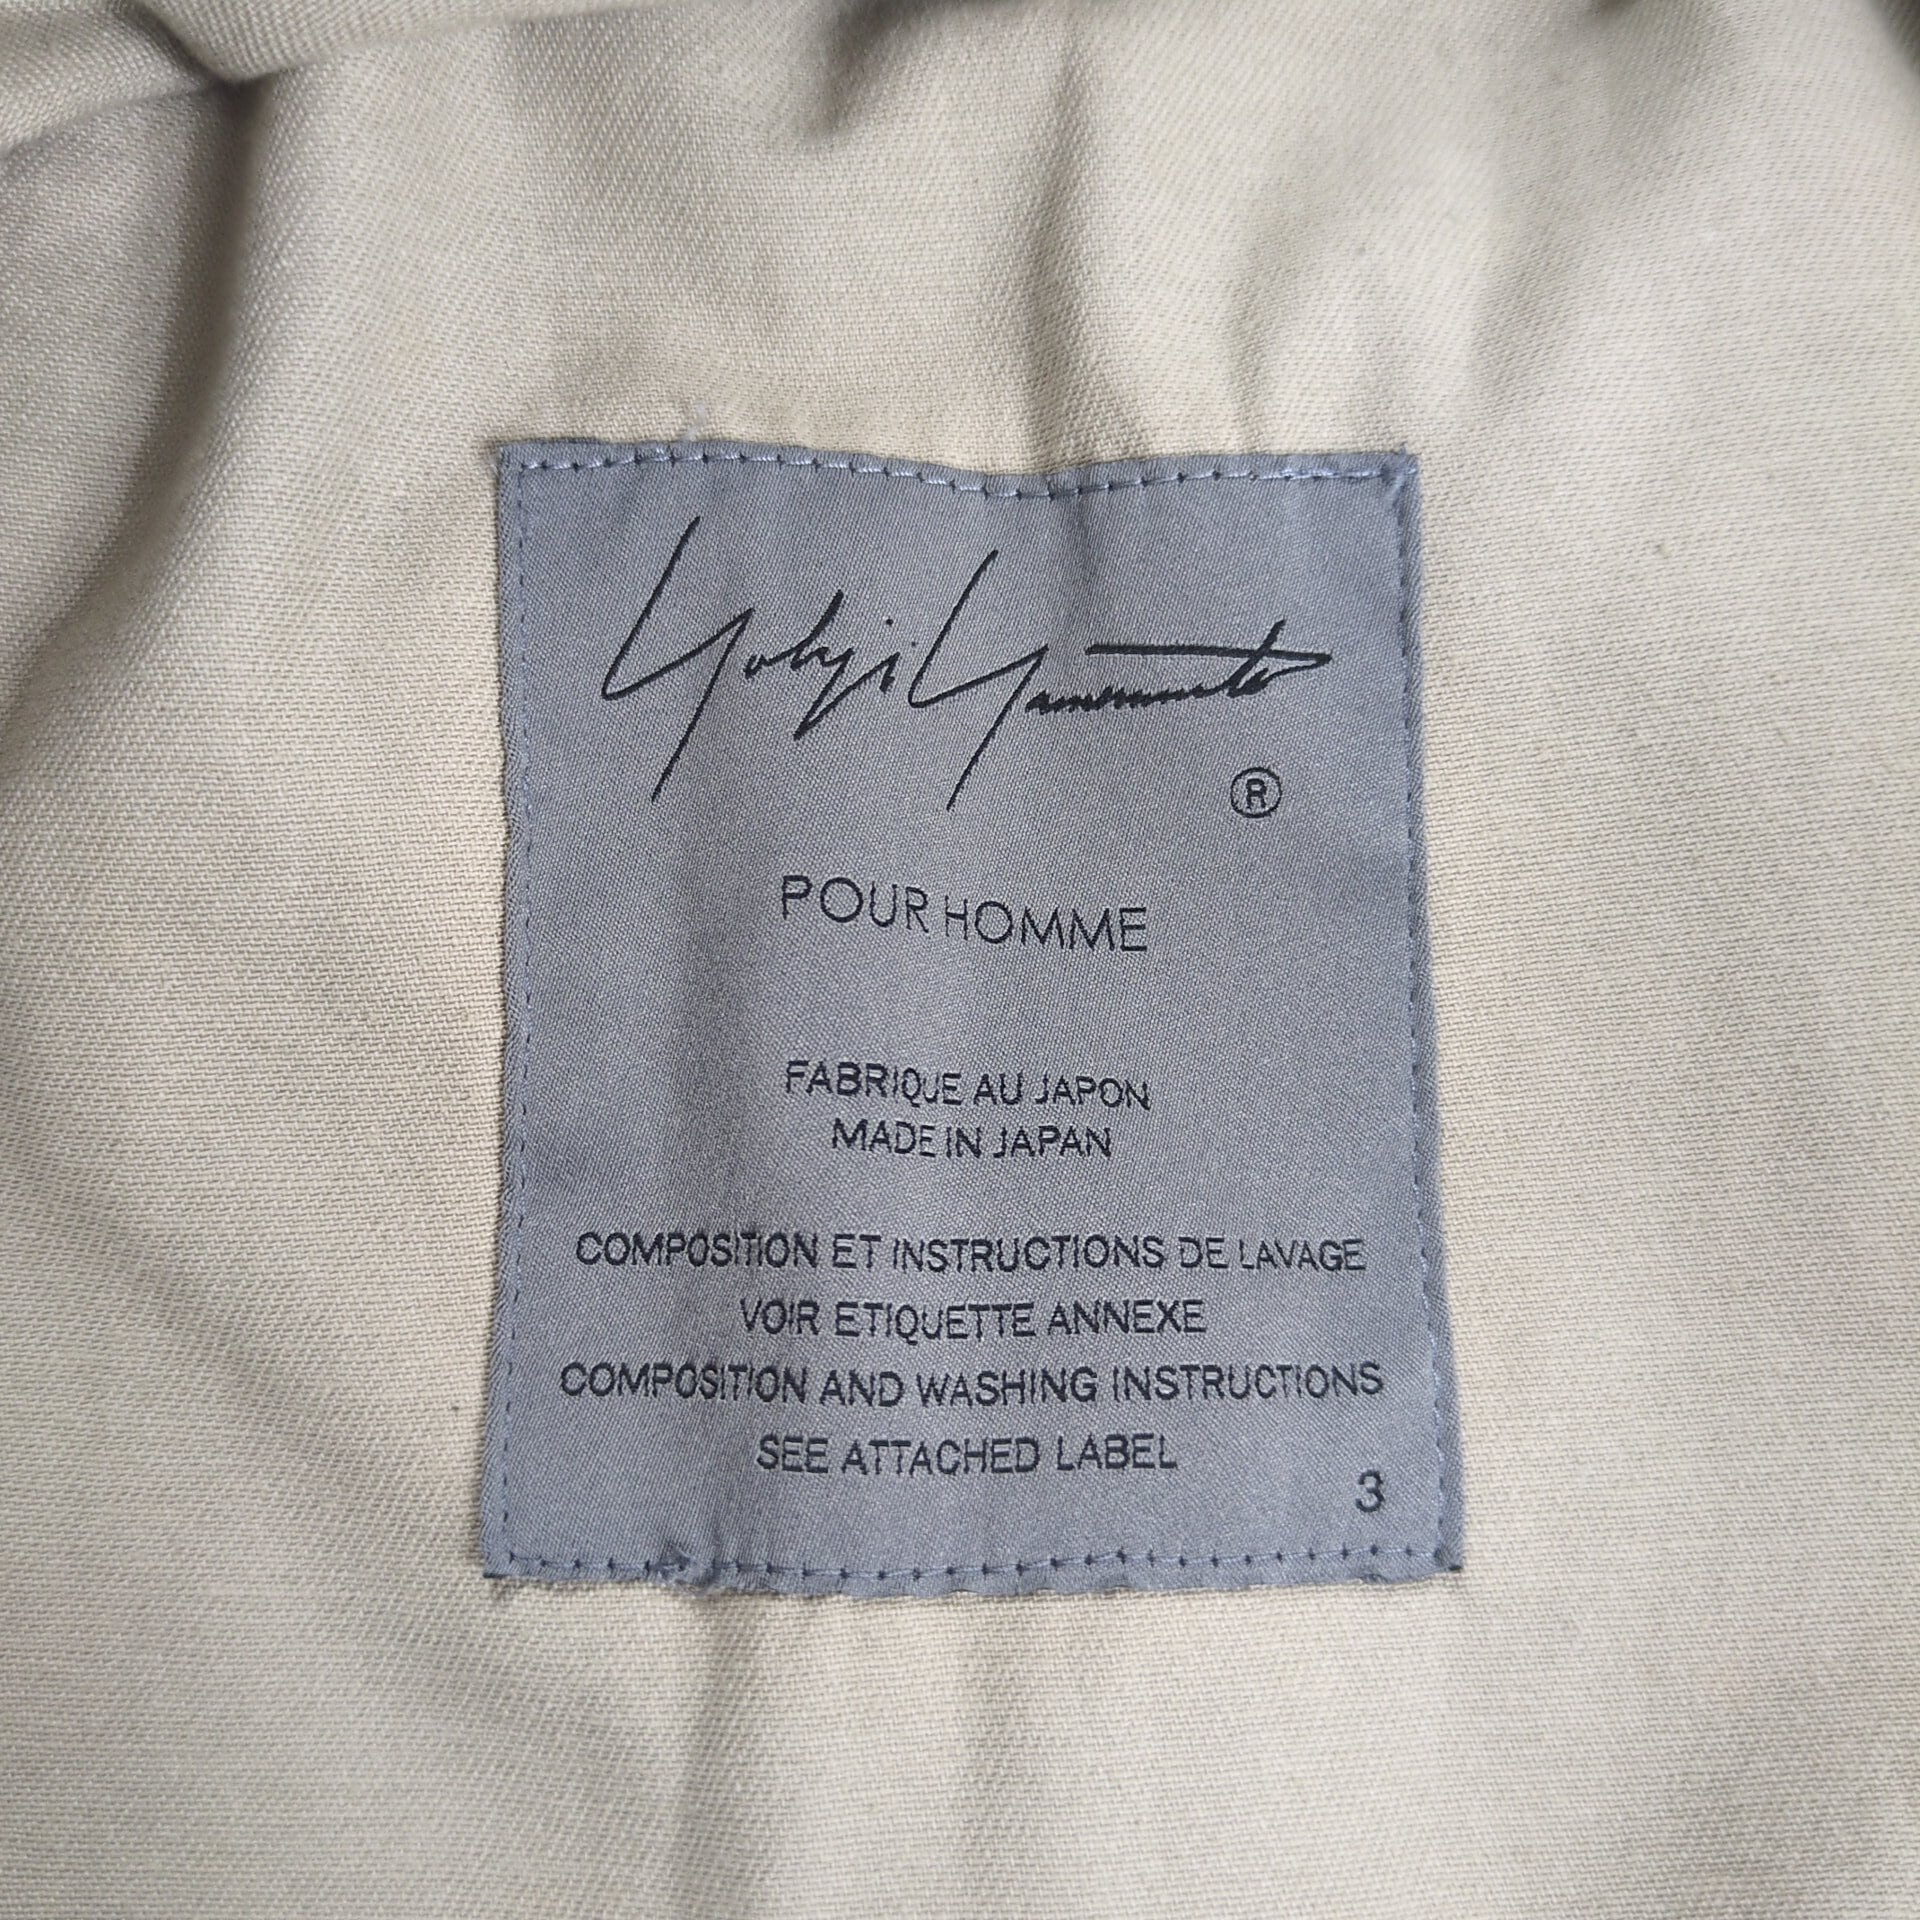 Yohji Yamamoto
®
POUR HOMME
FABRIQUE AU JAPON
MADE IN JAPAN
COMPOSITION ET INSTRUCTIONS DE LAVAGE
VOIR ETIQUETTE ANNEXE
COMPOSITION AND WASHING INSTRUCTIONS
SEE ATTACHED LABEL
3